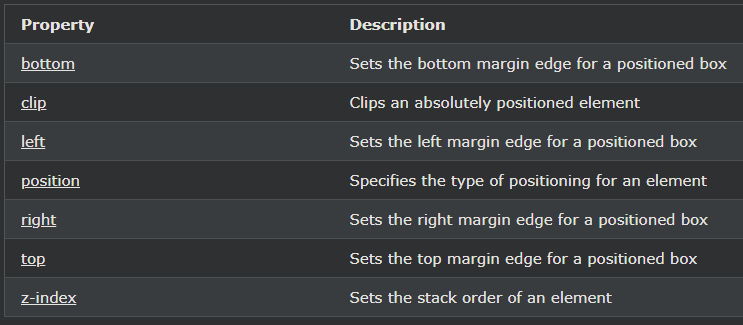 Property Description
bottom Sets the bottom margin edge for a positioned box
clip Clips an absolutely positioned element
left Sets the left margin edge for a positioned box
position Specifies the type of positioning for an element
right Sets the right margin edge for a positioned box
top Sets the top margin edge for a positioned box
z-index Sets the stack order of an element